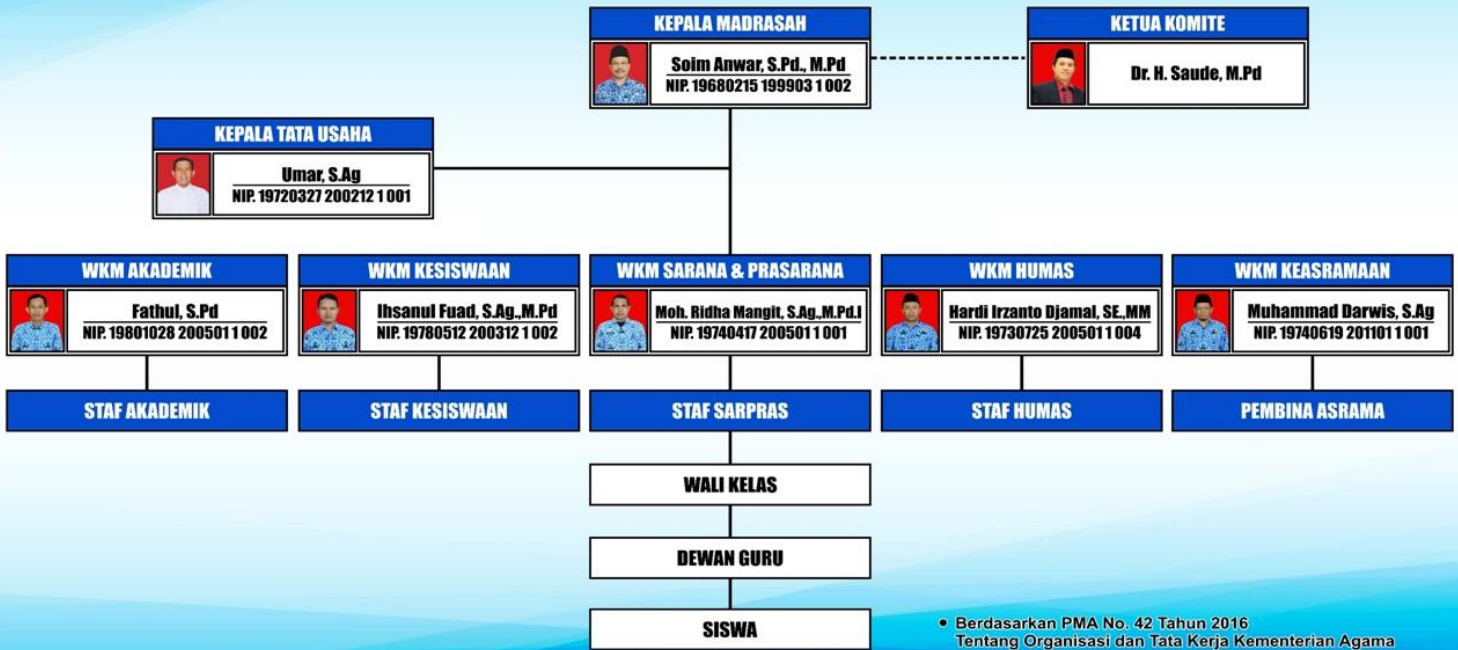 KEPALA MADRASAH
Soim Anwar, S.Pd., M.Pd
NIP. 19680215 199903 1 002
KETUA KOMITE
Dr. H. Saude, M.Pd
KEPALA TATA USAHA
Umar, S.Ag
NIP. 19720327 200212 1 001
WKM AKADEMIK
Fathul, S.Pd
NIP. 19801028 200501 1 002
WKM KESISWAAN
Ihsanul Fuad, S.Ag.,M.Pd
NIP. 19780512 200312 1 002
WKM SARANA & PRASARANA
Moh. Ridha Mangit, S.Ag.,M.Pd.I
NIP. 19740417 200501 1 001
WKM HUMAS
Hardi Irzanto Djamal, SE.,MM
NIP. 19730725 200501 1 004
WKM KEASRAMAAN
Muhammad Darwis, S.Ag
NIP. 19740619 201101 1 001
STAF AKADEMIK
STAF KESISWAAN
STAF SARPRAS
STAF HUMAS
PEMBINA ASRAMA
WALI KELAS
DEWAN GURU
SISWA
• Berdasarkan PMA No. 42 Tahun 2016
Tentang Organisasi dan Tata Kerja Kementerian Agama